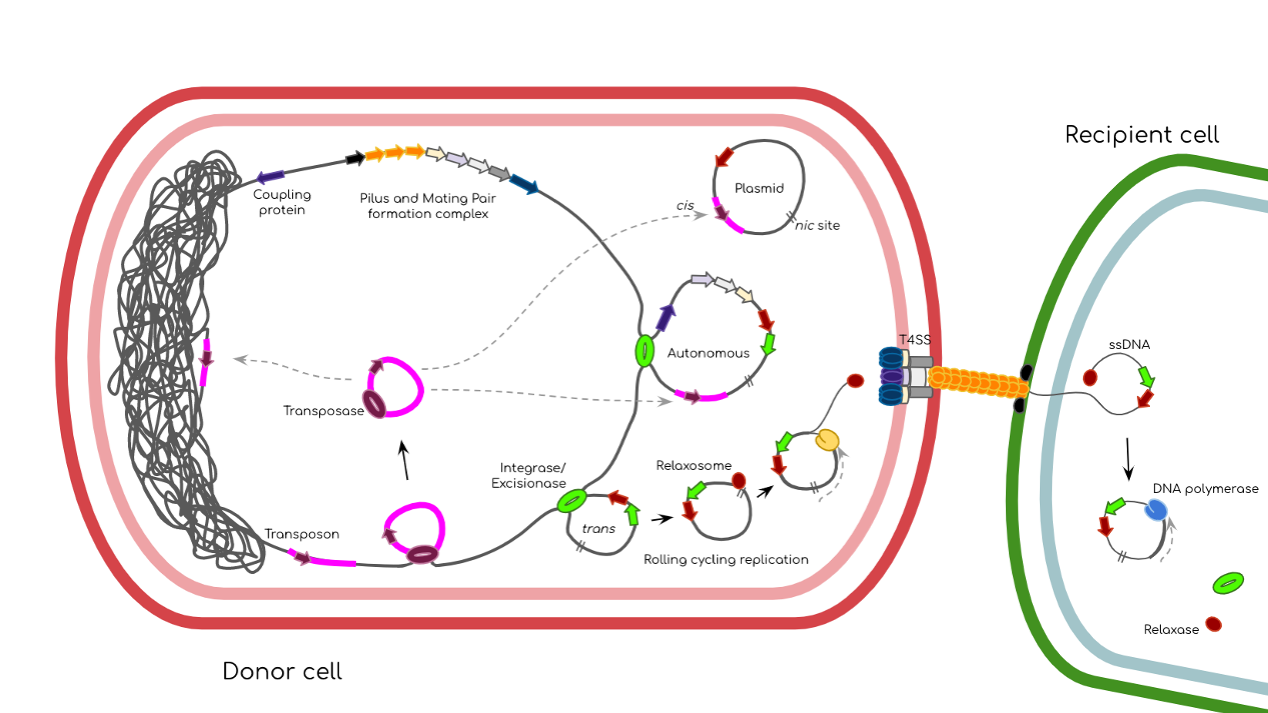 Recipient cell
Coupling
protein
Pilus and Mating Pair
formation complex
Plasmid
cis
nic site
T4SS
ssDNA
Autonomous
Transposase
Integrase/
Excisionase
Relaxosome
DNA polymerase
Transposon
trans
Rolling cycling replication
Relaxase
Donor cell